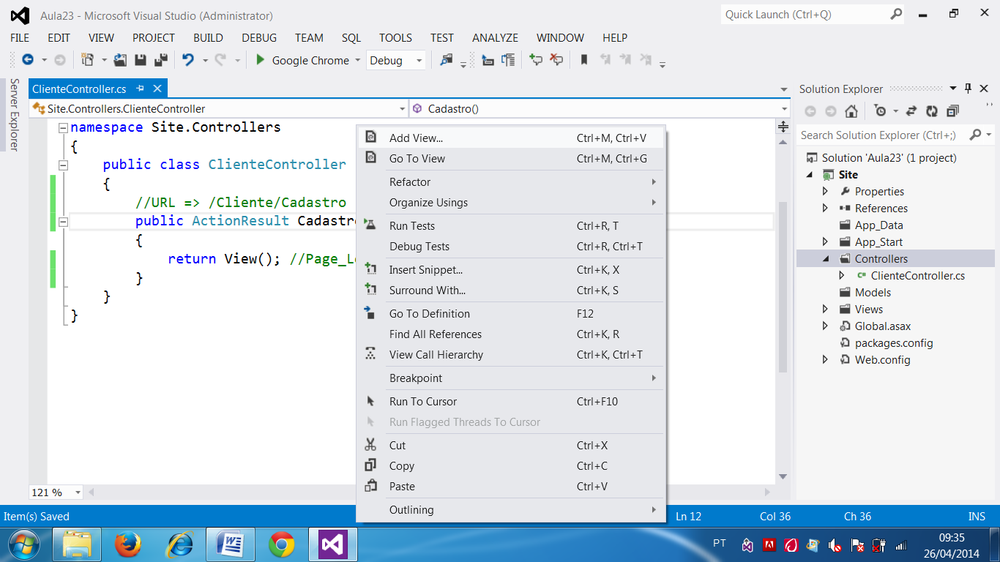 Aula23 - Microsoft Visual Studio (Administrator)
Quick Launch (Ctrl+Q)
FILE EDIT VIEW PROJECT BUILD DEBUG TEAM SQL TOOLS TEST ANALYZE WINDOW HELP
Google Chrome Debug
Server Explorer
ClienteController.cs
Site.Controllers.ClienteController Cadastro()
namespace Site.Controllers
{
public class ClienteController
{
//URL => /Cliente/Cadastro
public ActionResult Cadastro
{
return View(); //Page_L
}
}
}
Add View... Ctrl+M, Ctrl+V
Go To View Ctrl+M, Ctrl+G
Refactor
Organize Usings
Run Tests Ctrl+R, T
Debug Tests Ctrl+R, Ctrl+T
Insert Snippet... Ctrl+K, X
Surround With... Ctrl+K, S
Go To Definition F12
Find All References Ctrl+K, R
View Call Hierarchy Ctrl+K, Ctrl+T
Breakpoint
Run To Cursor Ctrl+F10
Run Flagged Threads To Cursor
Cut Ctrl+X
Copy Ctrl+C
Paste Ctrl+V
Outlining
Solution Explorer
Search Solution Explorer (Ctrl+;)
Solution 'Aula23' (1 project)
Site
Properties
References
App_Data
App_Start
Controllers
ClienteController.cs
Models
Views
Global.asax
packages.config
Web.config
121 %
Item(s) Saved Ln 12 Col 36 Ch 36 INS
PT
09:35
26/04/2014